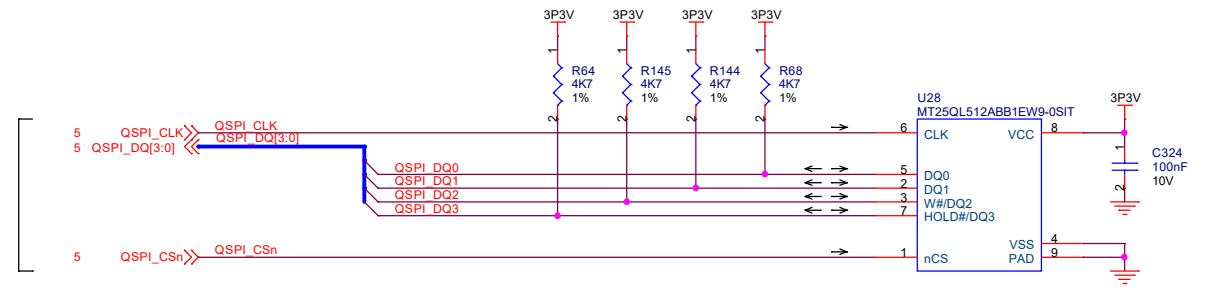 3P3V 3P3V 3P3V 3P3V
1 1 1 1
R64 R145 R144 R68
4K7 4K7 4K7 4K7
1% 1% 1% 1%
2 2 2 2
U28
MT25QL512ABB1EW9-0SIT
3P3V
5 QSPI_CLK QSPI_CLK 6 CLK VCC 8
5 QSPI_DQ[3:0] QSPI_DQ[3:0]
1
C324
100nF
10V
2
QSPI_DQ0 5 DQ0
QSPI_DQ1 2 DQ1
QSPI_DQ2 3 W#/DQ2
QSPI_DQ3 7 HOLD#/DQ3
VSS 4
5 QSPI_CSn QSPI_CSn 1 nCS PAD 9